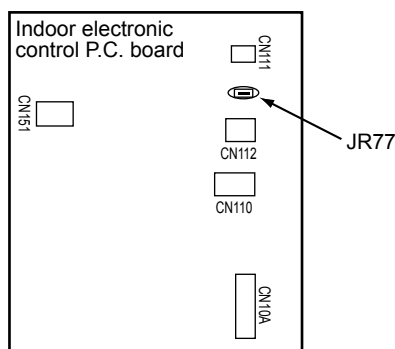 Indoor electronic
control P.C. board
CN111
CN151
JR77
CN112
CN110
CN10A